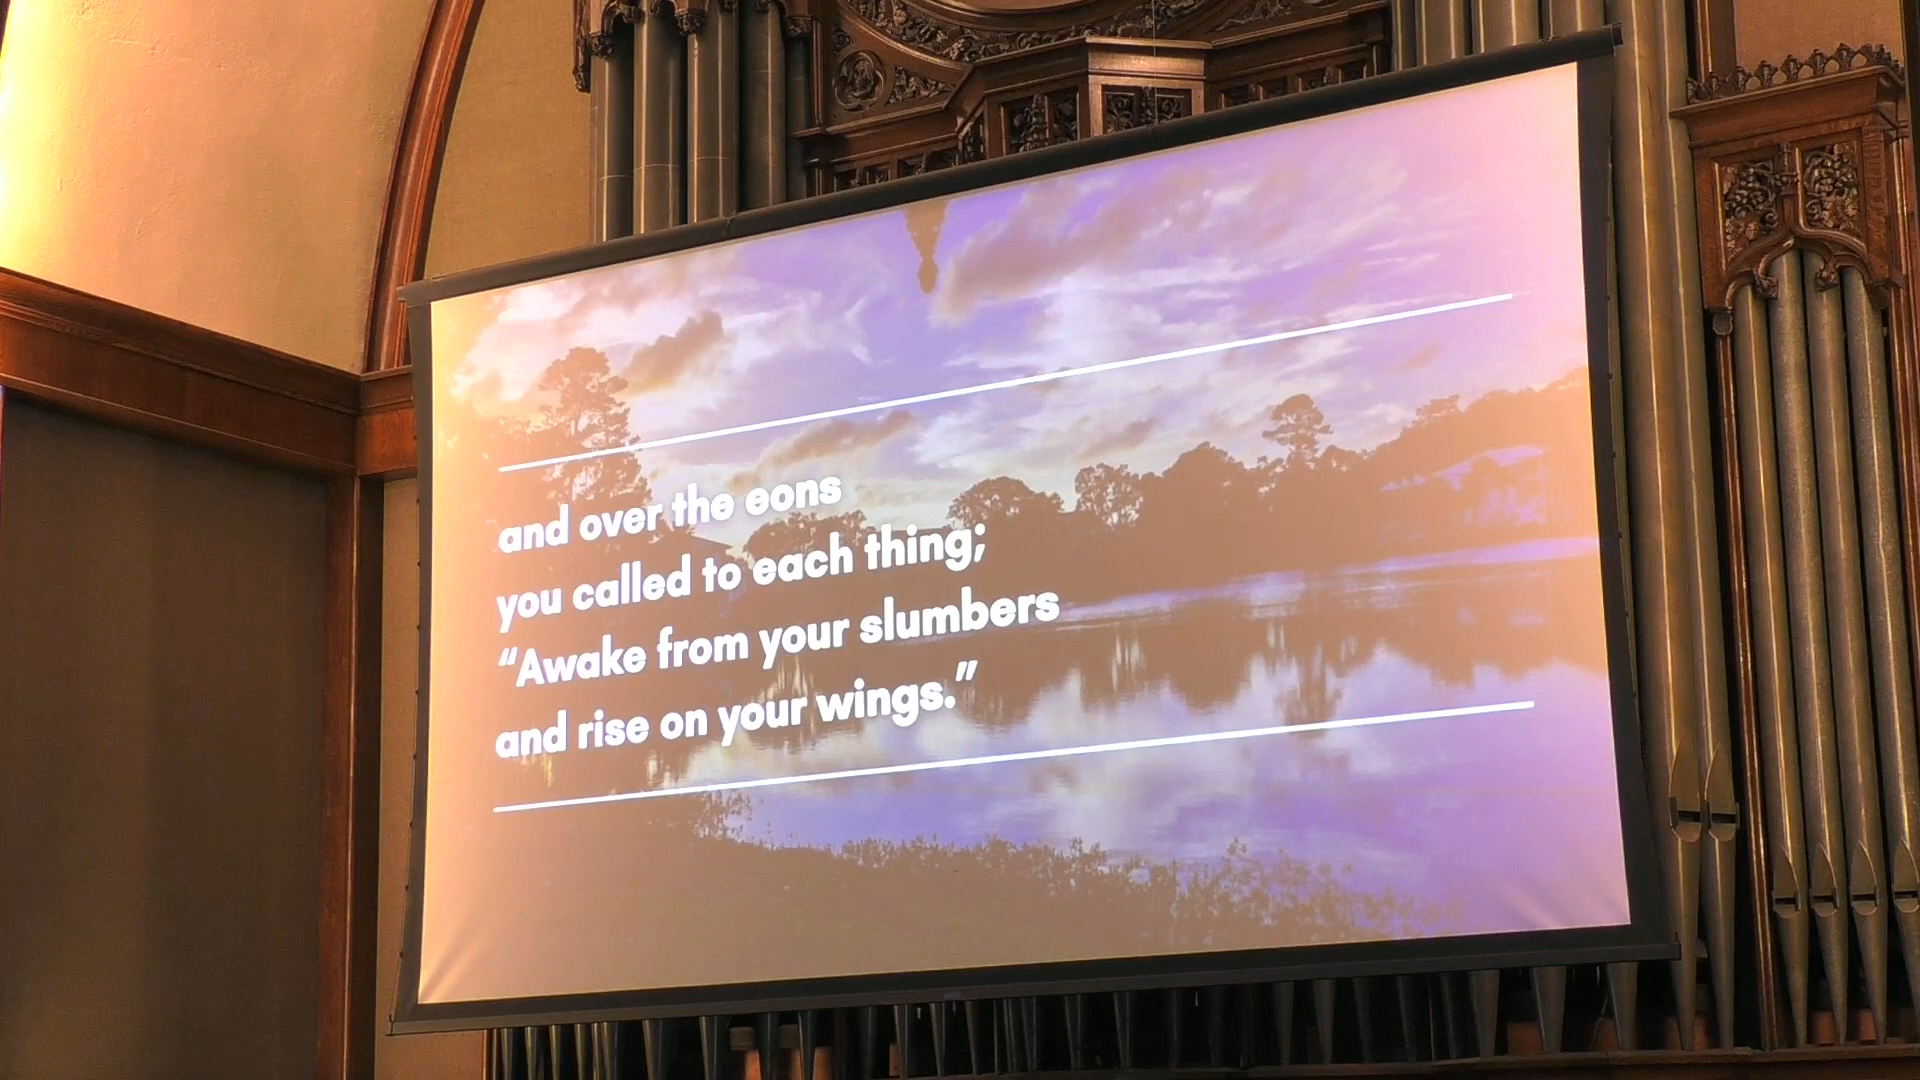 and over the eons
you called to each thing;
“Awake from your slumbers
and rise on your wings.”